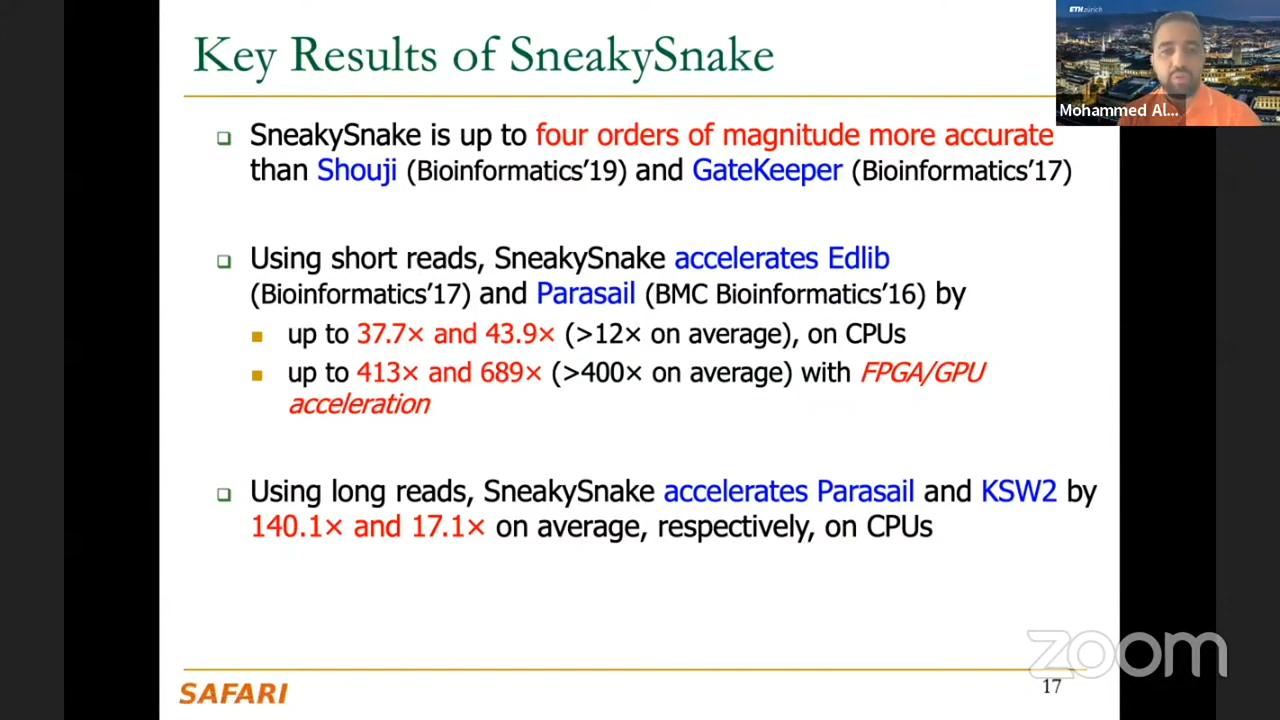 Key Results of SneakySnake
ETH zürich
Mohammed Al...
❑ SneakySnake is up to four orders of magnitude more accurate
than Shouji (Bioinformatics’19) and GateKeeper (Bioinformatics’17)
❑ Using short reads, SneakySnake accelerates Edlib
(Bioinformatics’17) and Parasail (BMC Bioinformatics’16) by
■ up to 37.7× and 43.9× (>12× on average), on CPUs
■ up to 413× and 689× (>400× on average) with FPGA/GPU
acceleration
❑ Using long reads, SneakySnake accelerates Parasail and KSW2 by
140.1× and 17.1× on average, respectively, on CPUs
zoom
SAFARI
17